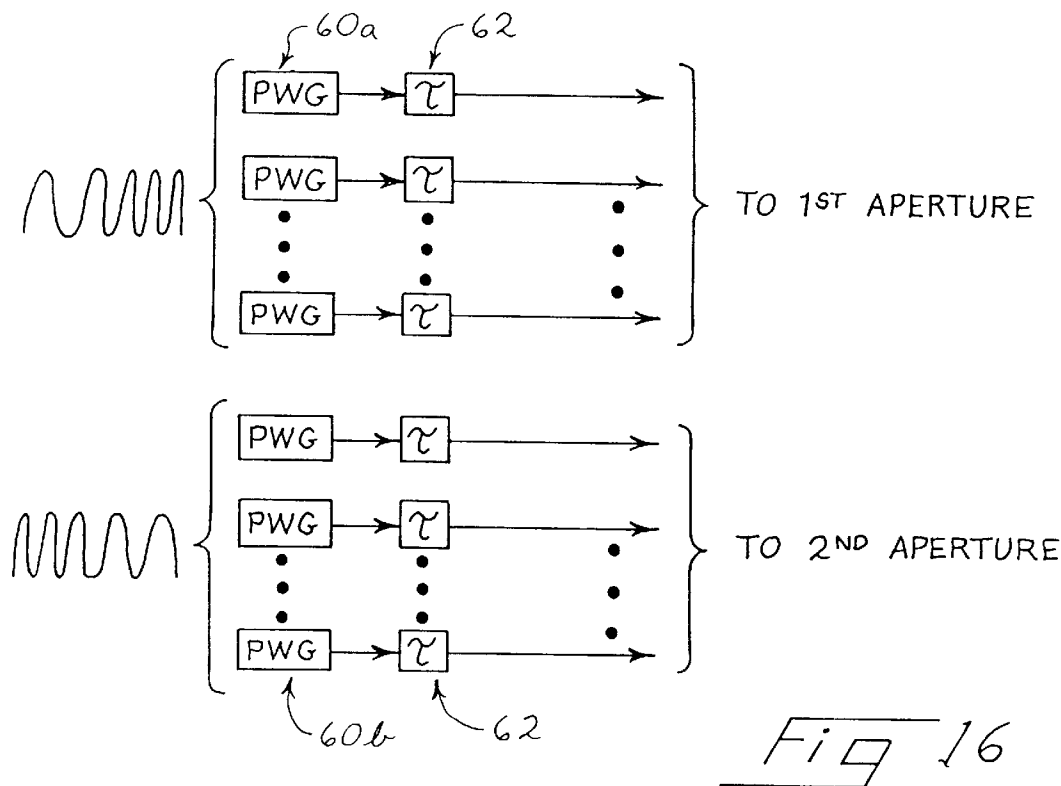 60a 62
PWG τ
PWG τ
TO 1ST APERTURE
PWG τ
PWG τ
PWG τ
TO 2ND APERTURE
PWG τ
60b 62
Fig 16